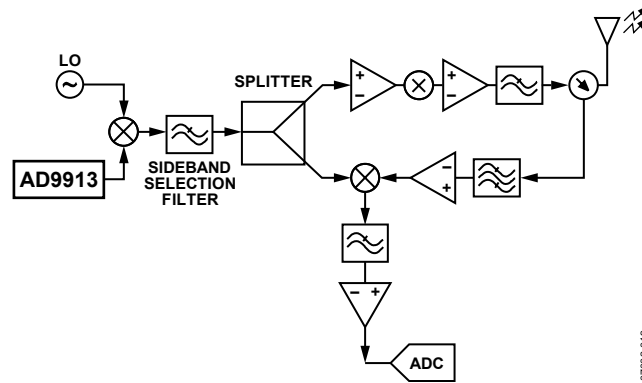 LO
SPLITTER
AD9913
SIDEBAND
SELECTION
FILTER
+
−
+
−
−
+
− +
ADC